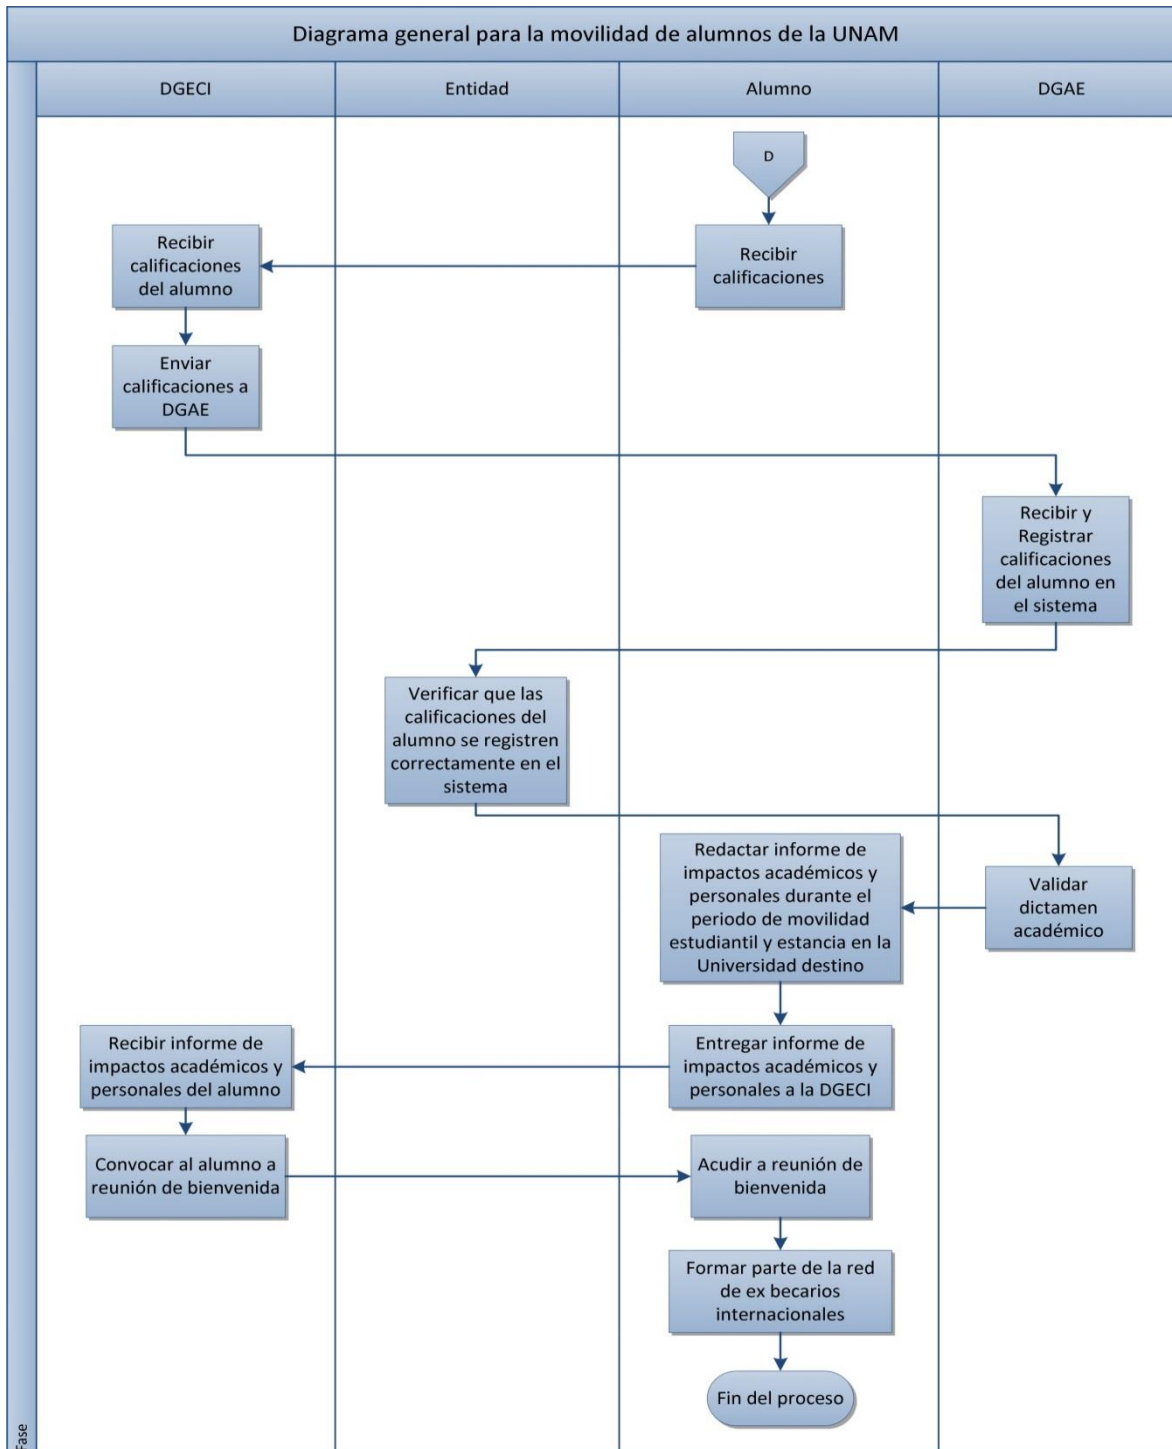 Diagrama general para la movilidad de alumnos de la UNAM
DGECI
Entidad
Alumno
DGAE
D
Recibir
calificaciones
del alumno
Recibir
calificaciones
Enviar
calificaciones a
DGAE
Recibir y
Registrar
calificaciones
del alumno en
el sistema
Verificar que las
calificaciones del
alumno se registren
correctamente en el
sistema
Redactar informe de
impactos académicos y
personales durante el
periodo de movilidad
estudiantil y estancia en la
Universidad destino
Validar
dictamen
académico
Recibir informe de
impactos académicos y
personales del alumno
Entregar informe de
impactos académicos y
personales a la DGECI
Convocar al alumno a
reunión de bienvenida
Acudir a reunión de
bienvenida
Formar parte de la red
de ex becarios
internacionales
Fin del proceso
Fase